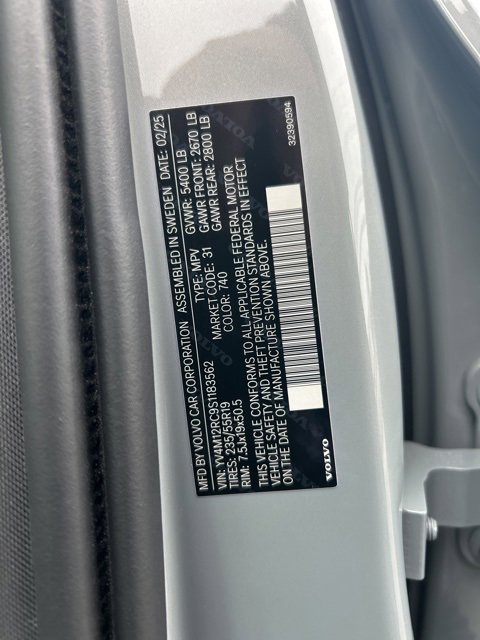 MFD BY VOLVO CAR CORPORATION ASSEMBLED IN SWEDEN DATE: 02/25
GVWR: 5400 LB
GAWR FRONT: 2670 LB
GAWR REAR: 2800 LB
VIN: YV4M12RC9S1183562 TYPE: MPV
TIRES: 235/55R19 MARKET CODE: 31
RIM: 7.5Jx19x50.5 COLOR: 740
THIS VEHICLE CONFORMS TO ALL APPLICABLE FEDERAL MOTOR
VEHICLE SAFETY AND THEFT PREVENTION STANDARDS IN EFFECT
ON THE DATE OF MANUFACTURE SHOWN ABOVE.
VOLVO
32390594